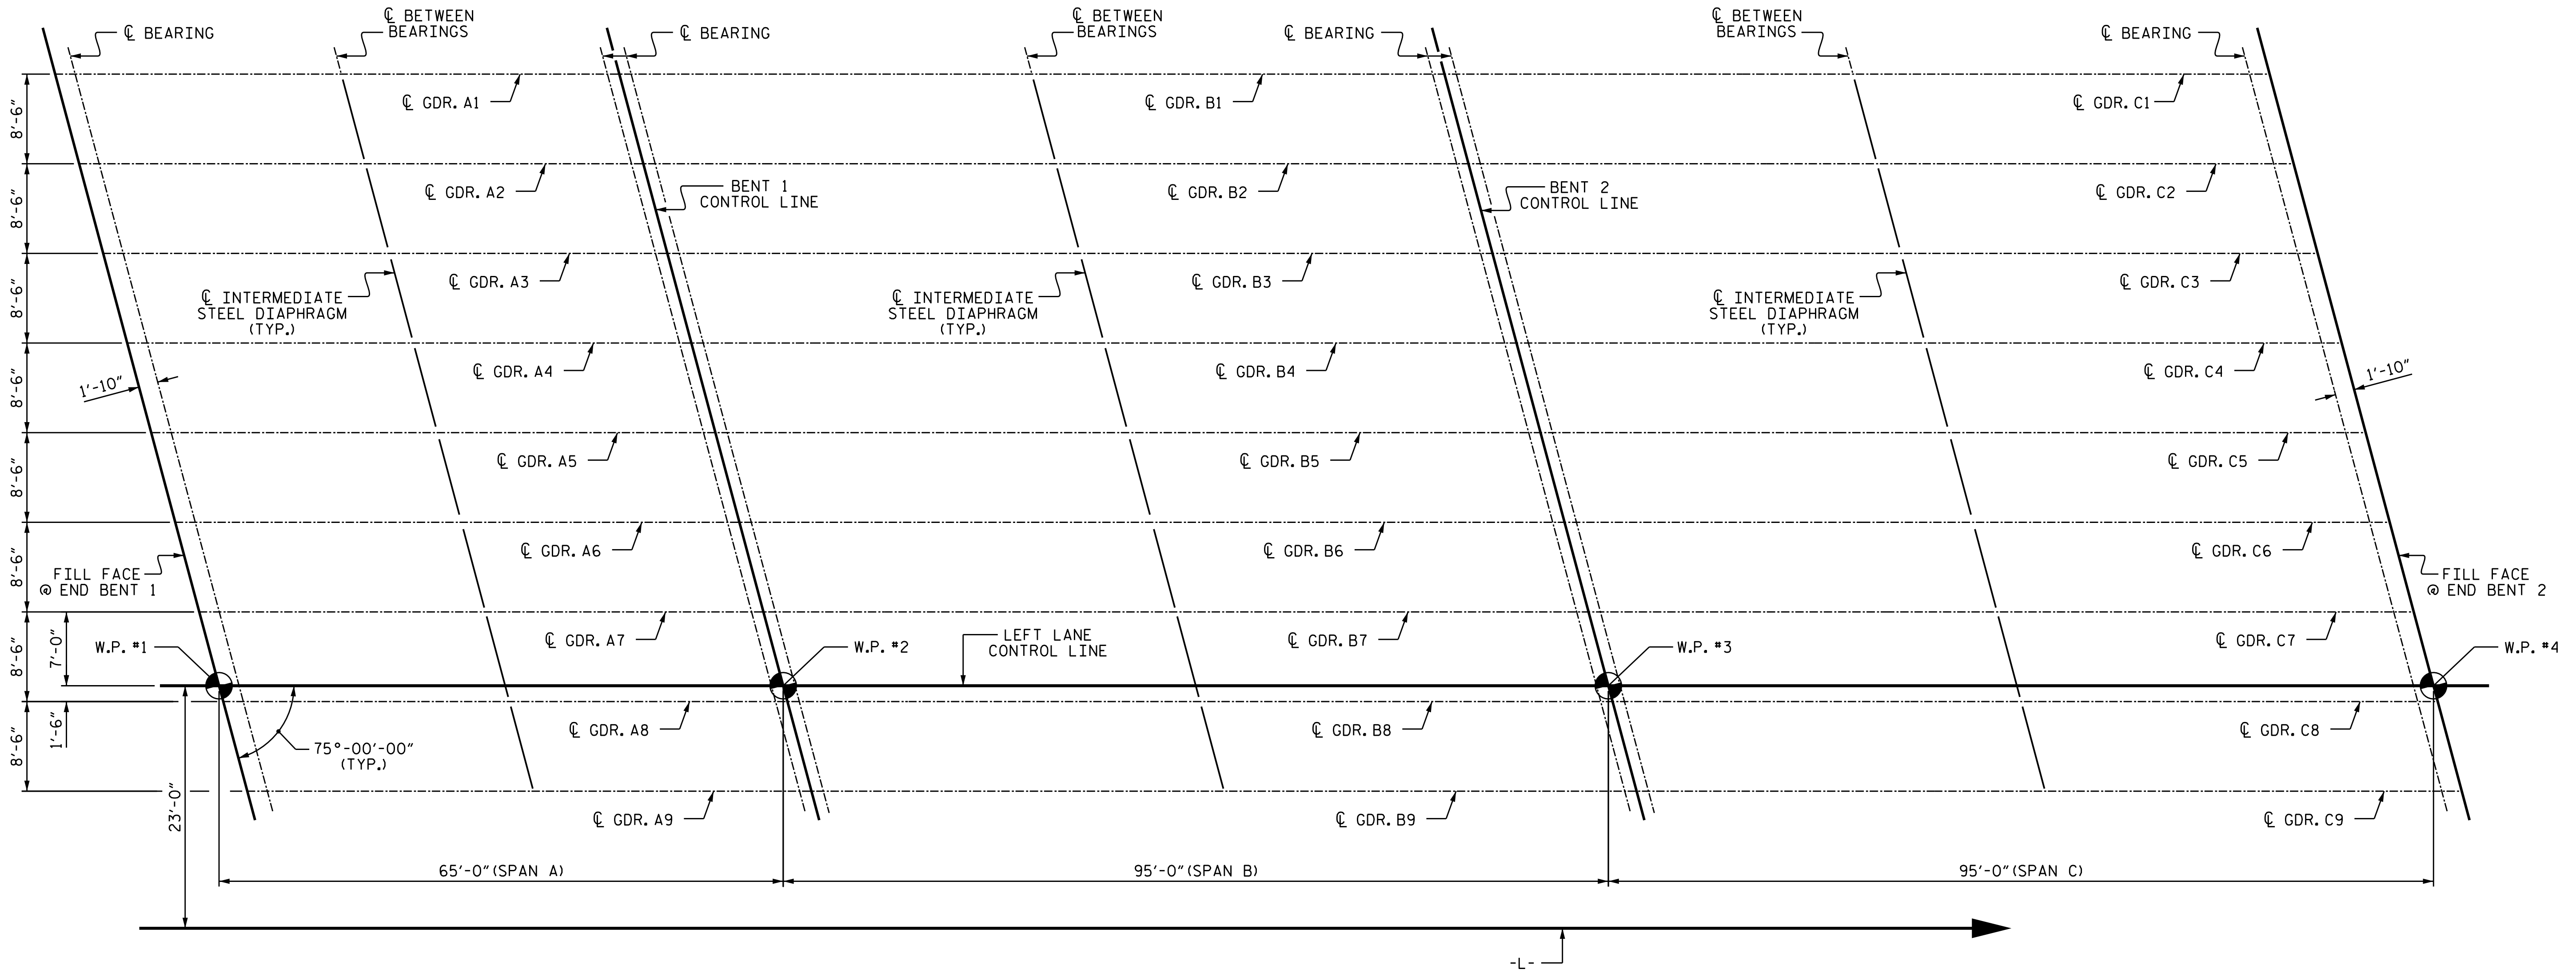 ℄ BEARING
℄ BETWEEN
BEARINGS
℄ BEARING
℄ BETWEEN
BEARINGS
℄ BEARING
℄ BETWEEN
BEARINGS
℄ BEARING
℄ GDR. A1
℄ GDR. B1
℄ GDR. C1
8'-6"
℄ GDR. A2
BENT 1
CONTROL LINE
℄ GDR. B2
BENT 2
CONTROL LINE
℄ GDR. C2
8'-6"
℄ GDR. A3
℄ GDR. B3
℄ GDR. C3
8'-6"
℄ INTERMEDIATE
STEEL DIAPHRAGM
(TYP.)
℄ INTERMEDIATE
STEEL DIAPHRAGM
(TYP.)
℄ INTERMEDIATE
STEEL DIAPHRAGM
(TYP.)
1'-10"
℄ GDR. A4
℄ GDR. B4
℄ GDR. C4
1'-10"
8'-6"
℄ GDR. A5
℄ GDR. B5
℄ GDR. C5
8'-6"
℄ GDR. A6
℄ GDR. B6
℄ GDR. C6
8'-6"
FILL FACE
@ END BENT 1
FILL FACE
@ END BENT 2
8'-6"
7'-0"
W.P. #1
℄ GDR. A7
W.P. #2
LEFT LANE
CONTROL LINE
℄ GDR. B7
W.P. #3
℄ GDR. C7
W.P. #4
8'-6"
1'-6"
75°-00'-00"
(TYP.)
℄ GDR. A8
℄ GDR. B8
℄ GDR. C8
23'-0"
℄ GDR. A9
℄ GDR. B9
℄ GDR. C9
65'-0" (SPAN A)
95'-0" (SPAN B)
95'-0" (SPAN C)
-L-